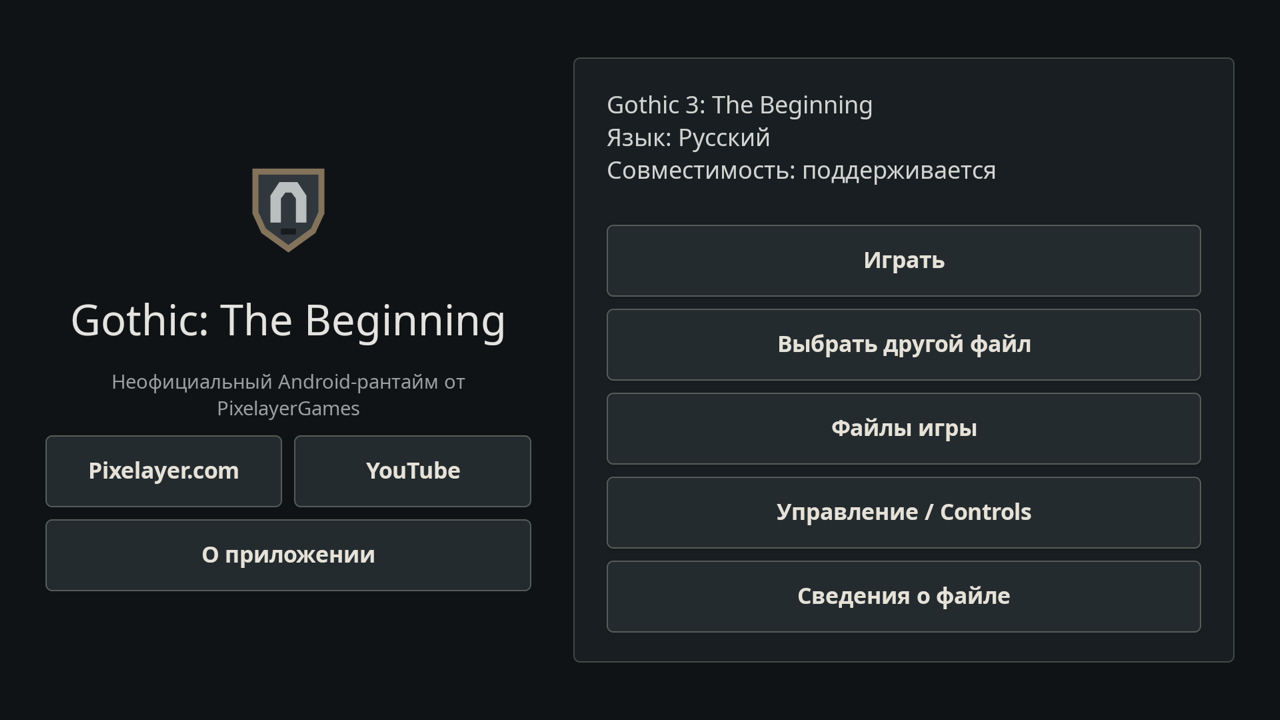 Gothic: The Beginning
Неофициальный Android-рантайм от
PixelayerGames
Pixelayer.com
YouTube
О приложении
Gothic 3: The Beginning
Язык: Русский
Совместимость: поддерживается
Играть
Выбрать другой файл
Файлы игры
Управление / Controls
Сведения о файле